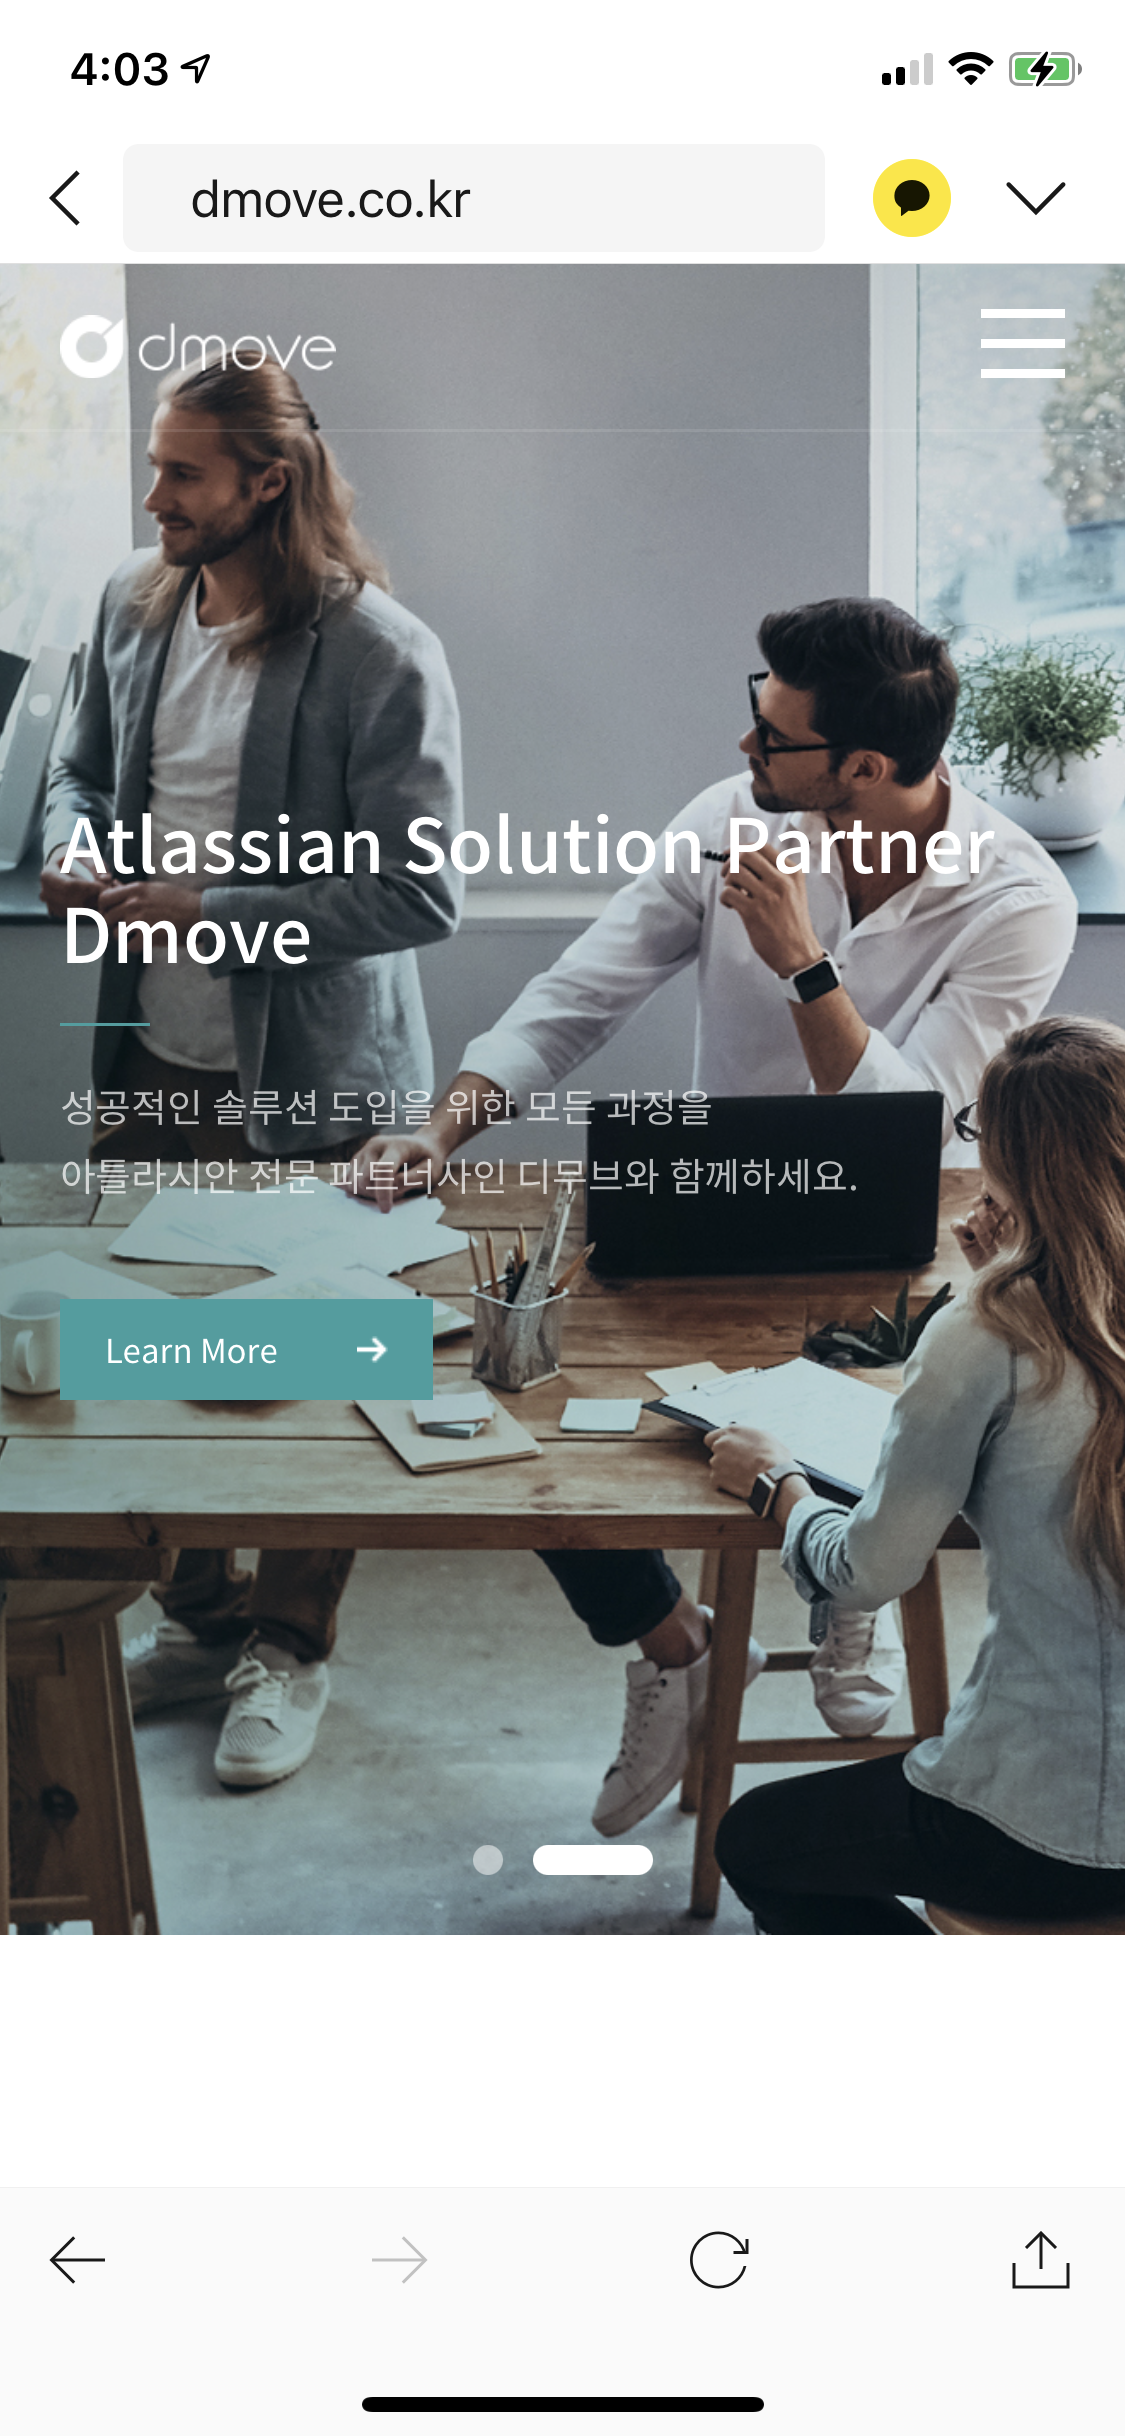 4:03
dmove.co.kr
dmove
Atlassian Solution Partner
Dmove
성공적인 솔루션 도입을 위한 모든 과정을
아틀라시안 전문 파트너사인 디무브와 함께하세요.
Learn More